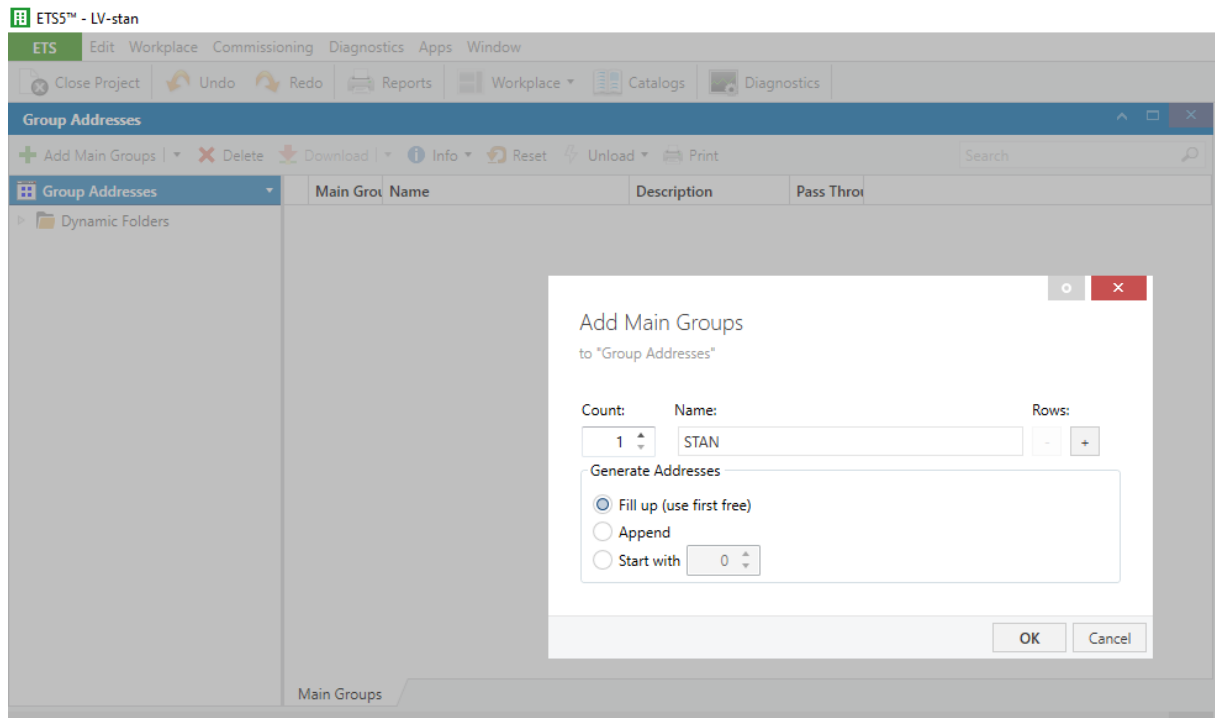 ETS5™ - LV-stan
ETS Edit Workplace Commissioning Diagnostics Apps Window
Close Project Undo Redo Reports Workplace Catalogs Diagnostics
Group Addresses
Add Main Groups Delete Download Info Reset Unload Print Search
Group Addresses Main Grou Name Description Pass Throu
Dynamic Folders
Add Main Groups
to "Group Addresses"
Count: Name: Rows:
1 STAN - +
Generate Addresses
Fill up (use first free)
Append
Start with 0
OK Cancel
Main Groups